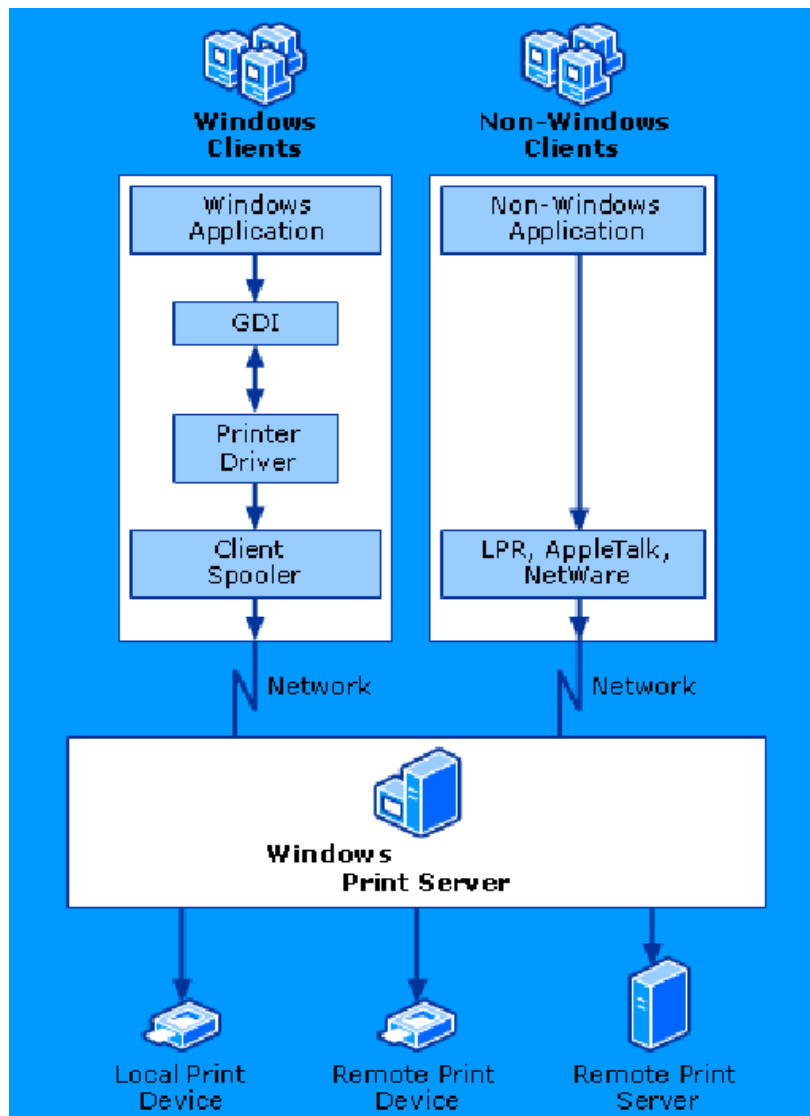 Windows
Clients
Non-Windows
Clients
Windows
Application
GDI
Printer
Driver
Client
Spooler
Non-Windows
Application
LPR, AppleTalk,
NetWare
Network
Network
Windows
Print Server
Local Print
Device
Remote Print
Device
Remote Print
Server